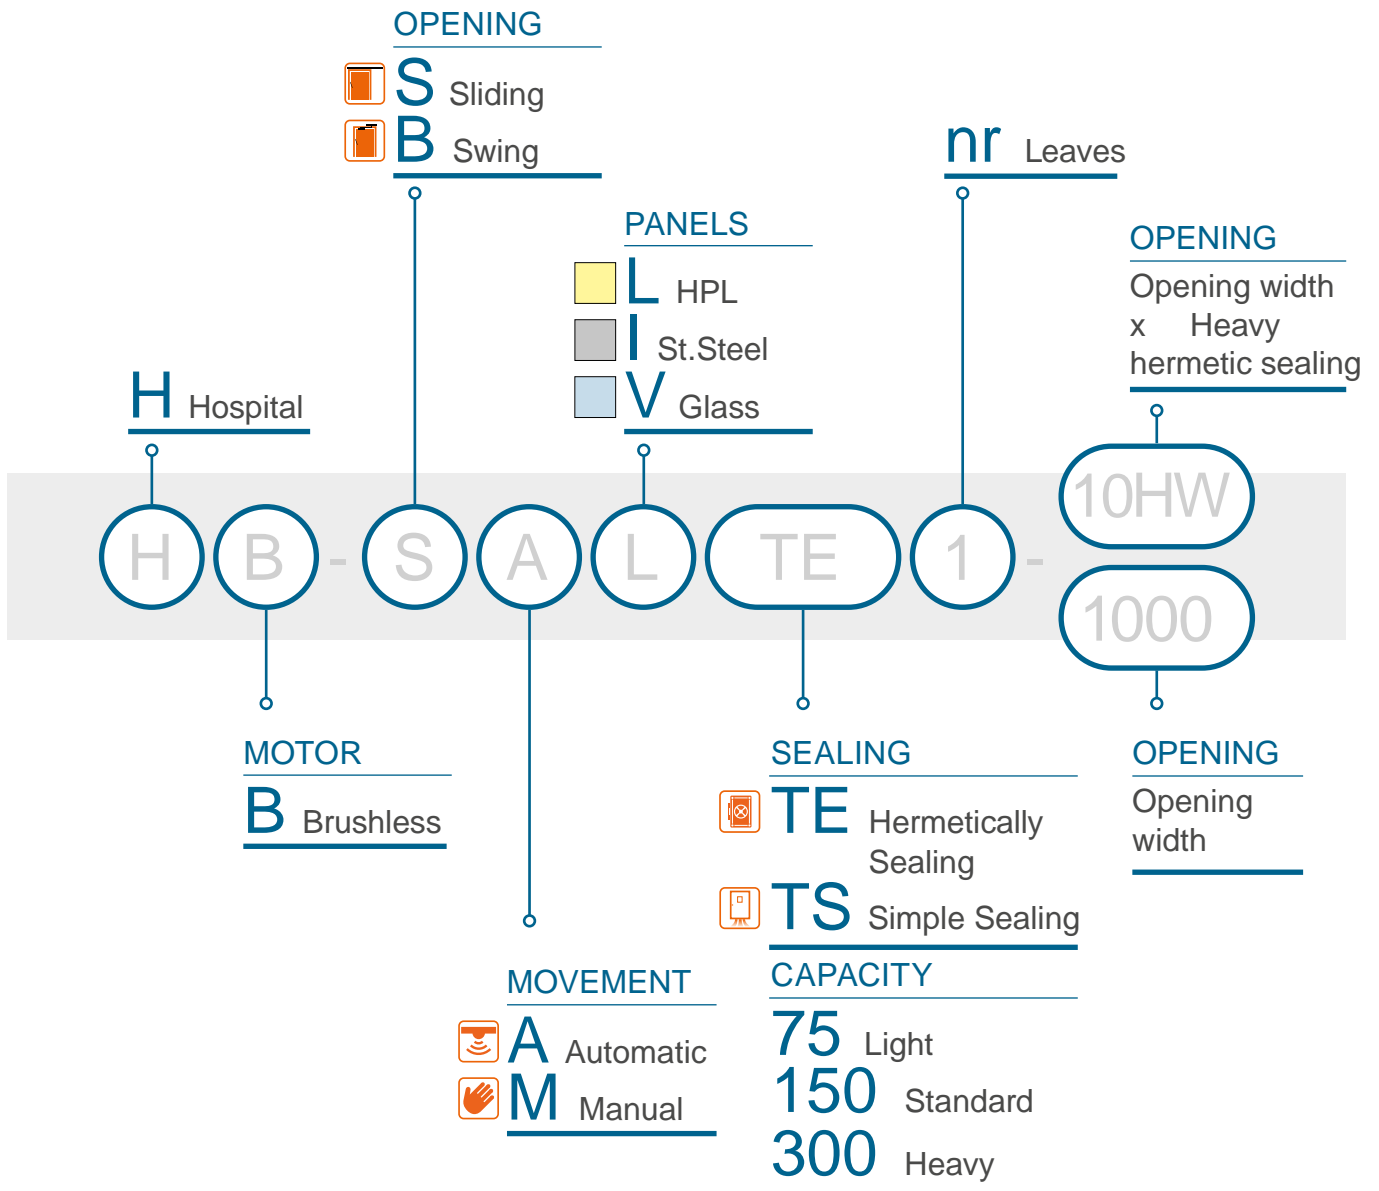 OPENING
S Sliding
B Swing
nr Leaves
PANELS
L HPL
I St.Steel
V Glass
OPENING
Opening width
x Heavy
hermetic sealing
H Hospital
10HW
H B - S A L TE 1 -
1000
MOTOR
B Brushless
SEALING
TE Hermetically
Sealing
TS Simple Sealing
OPENING
Opening
width
MOVEMENT
A Automatic
M Manual
CAPACITY
75 Light
150 Standard
300 Heavy